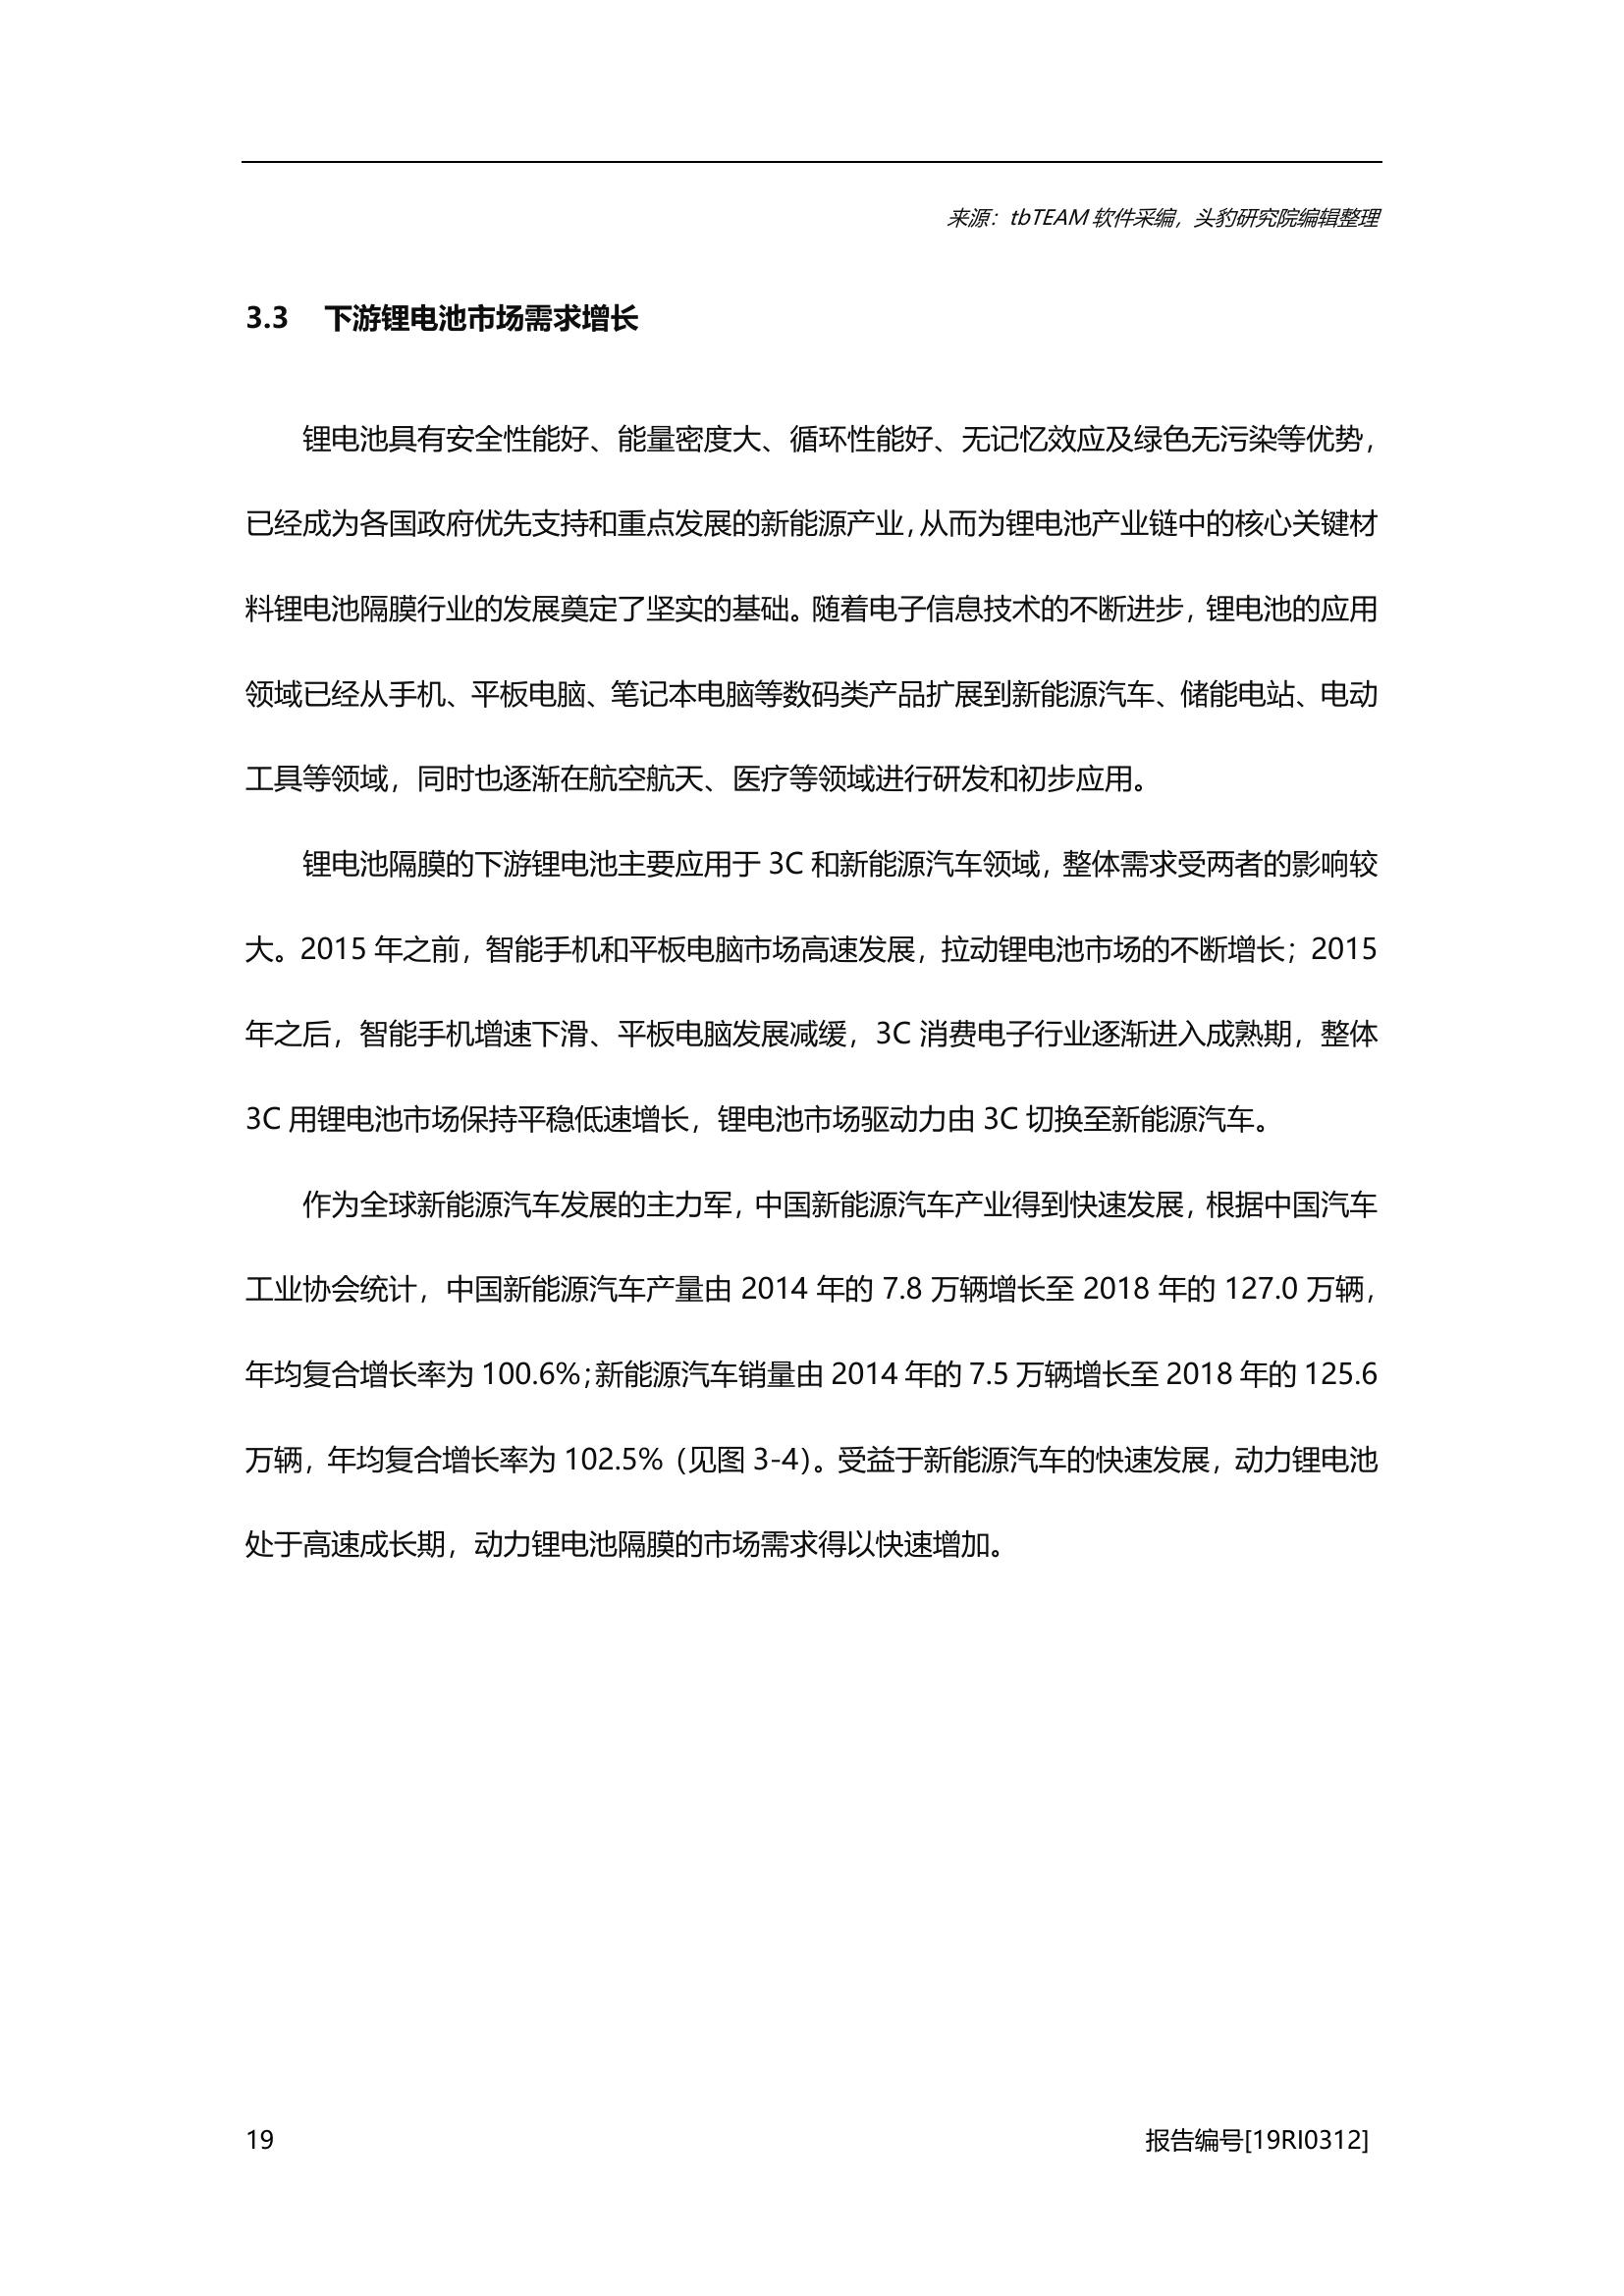 来源：tbTEAM 软件采编，头豹研究院编辑整理
3.3 下游锂电池市场需求增长
锂电池具有安全性能好、能量密度大、循环性能好、无记忆效应及绿色无污染等优势，
已经成为各国政府优先支持和重点发展的新能源产业，从而为锂电池产业链中的核心关键材
料锂电池隔膜行业的发展奠定了坚实的基础。随着电子信息技术的不断进步，锂电池的应用
领域已经从手机、平板电脑、笔记本电脑等数码类产品扩展到新能源汽车、储能电站、电动
工具等领域，同时也逐渐在航空航天、医疗等领域进行研发和初步应用。
锂电池隔膜的下游锂电池主要应用于 3C 和新能源汽车领域，整体需求受两者的影响较
大。2015 年之前，智能手机和平板电脑市场高速发展，拉动锂电池市场的不断增长；2015
年之后，智能手机增速下滑、平板电脑发展减缓，3C 消费电子行业逐渐进入成熟期，整体
3C 用锂电池市场保持平稳低速增长，锂电池市场驱动力由 3C 切换至新能源汽车。
作为全球新能源汽车发展的主力军，中国新能源汽车产业得到快速发展，根据中国汽车
工业协会统计，中国新能源汽车产量由 2014 年的 7.8 万辆增长至 2018 年的 127.0 万辆，
年均复合增长率为 100.6%；新能源汽车销量由 2014 年的 7.5 万辆增长至 2018 年的 125.6
万辆，年均复合增长率为 102.5%（见图 3-4）。受益于新能源汽车的快速发展，动力锂电池
处于高速成长期，动力锂电池隔膜的市场需求得以快速增加。
19 报告编号[19RI0312]